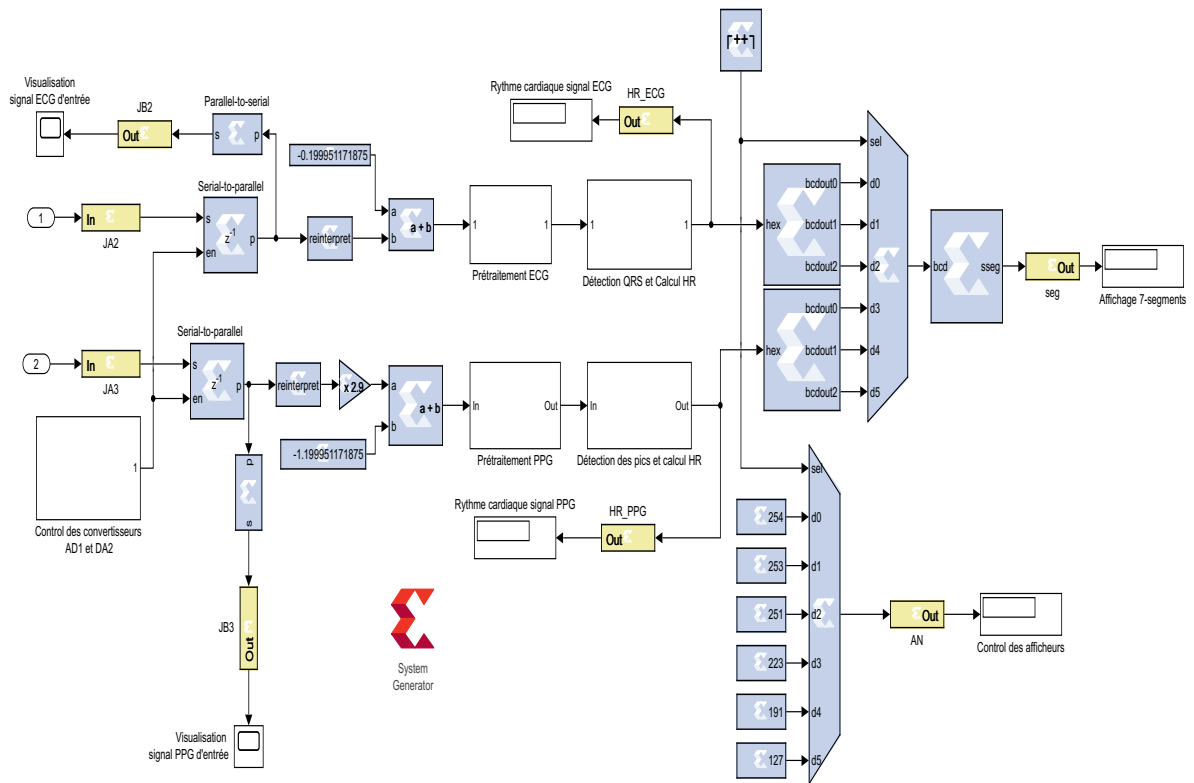 Visualisation
signal ECG d'entrée
JB2
Out
Parallel-to-serial
s p
-0.199951171875
Rythme cardiaque signal ECG
HR_ECG
Out
++
1
In
JA2
Serial-to-parallel
s
en
z-1
p
reinterpret
a
b
a + b
1 1
Prétraitement ECG
1 1
Détection QRS et Calcul HR
hex
bcdout0
bcdout1
bcdout2
sel
d0
d1
d2
d3
d4
d5
bcd sseg
Out
seg
Affichage 7-segments
2
In
JA3
Serial-to-parallel
s
en
z-1
p
reinterpret
x 2.9
-1.199951171875
a
b
a + b
In Out
Prétraitement PPG
In Out
Détection des pics et calcul HR
hex
bcdout0
bcdout1
bcdout2
1
Control des convertisseurs
AD1 et DA2
p
s
JB3
Out
Visualisation
signal PPG d'entrée
System
Generator
Rythme cardiaque signal PPG
HR_PPG
Out
254
253
251
223
191
127
sel
d0
d1
d2
d3
d4
d5
Out
AN
Control des afficheurs